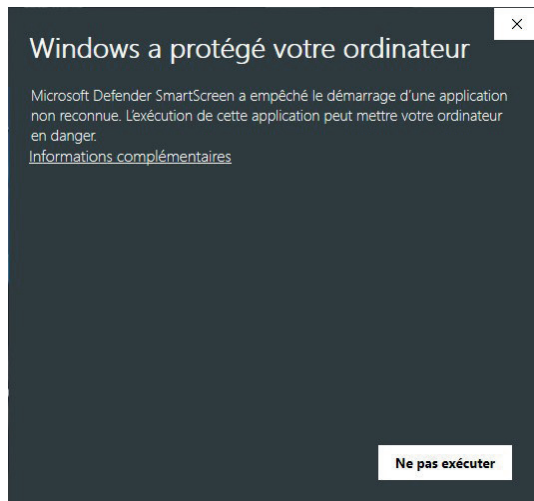 Windows a protégé votre ordinateur
Microsoft Defender SmartScreen a empêché le démarrage d’une application
non reconnue. L’exécution de cette application peut mettre votre ordinateur
en danger.
Informations complémentaires
Ne pas exécuter